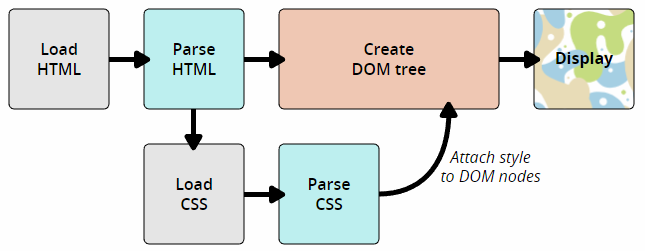 Load
HTML
Parse
HTML
Create
DOM tree
Display
Load
CSS
Parse
CSS
Attach style
to DOM nodes